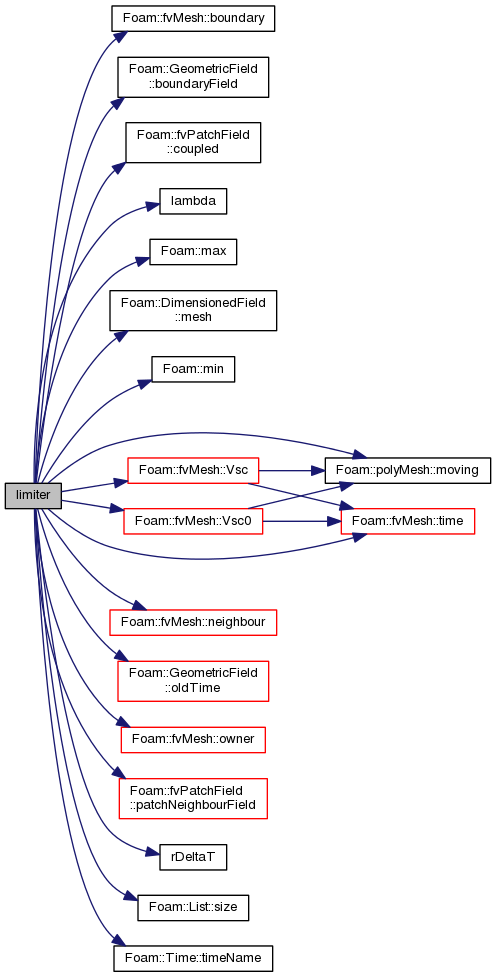 Foam::fvMesh::boundary
Foam::GeometricField
::boundaryField
Foam::fvPatchField
::coupled
lambda
Foam::max
Foam::DimensionedField
::mesh
Foam::min
Foam::fvMesh::Vsc
Foam::polyMesh::moving
limiter
Foam::fvMesh::Vsc0
Foam::fvMesh::time
Foam::fvMesh::neighbour
Foam::GeometricField
::oldTime
Foam::fvMesh::owner
Foam::fvPatchField
::patchNeighbourField
rDeltaT
Foam::List::size
Foam::Time::timeName